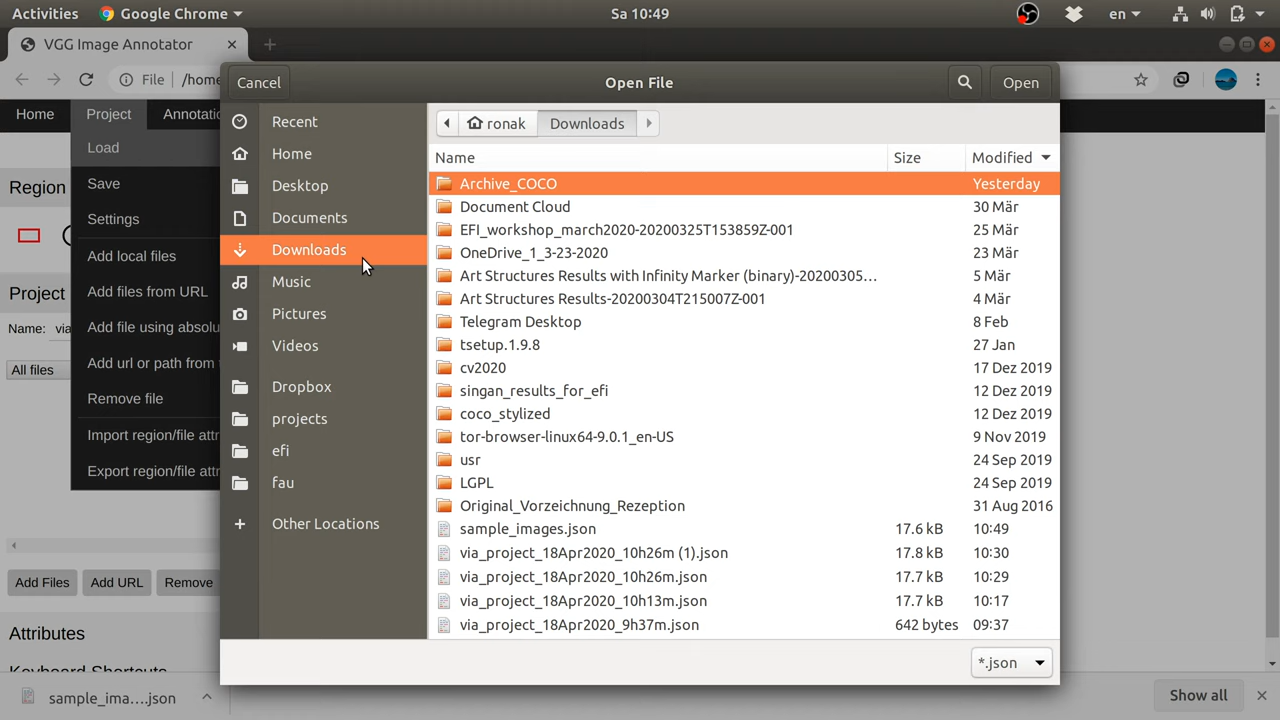 Activities
Google Chrome
Sa 10:49
en
VGG Image Annotator
File
/home
Cancel
Open File
Open
Home
Project
Annotatio
Load
Save
Settings
Add local files
Add files from URL
Add file using absolu
Add url or path from t
Remove file
Import region/file attr
Export region/file attr
Region
Project
Name: via
All files
Add Files
Add URL
Remove
Attributes
Keyboard Shortcuts
Recent
Home
Desktop
Documents
Downloads
Music
Pictures
Videos
Dropbox
projects
efi
fau
Other Locations
ronak
Downloads
Name Size Modified
Archive_COCO Yesterday
Document Cloud 30 Mär
EFI_workshop_march2020-20200325T153859Z-001 25 Mär
OneDrive_1_3-23-2020 23 Mär
Art Structures Results with Infinity Marker (binary)-20200305… 5 Mär
Art Structures Results-20200304T215007Z-001 4 Mär
Telegram Desktop 8 Feb
tsetup.1.9.8 27 Jan
cv2020 17 Dez 2019
singan_results_for_efi 12 Dez 2019
coco_stylized 12 Dez 2019
tor-browser-linux64-9.0.1_en-US 9 Nov 2019
usr 24 Sep 2019
LGPL 24 Sep 2019
Original_Vorzeichnung_Rezeption 31 Aug 2016
sample_images.json 17.6 kB 10:49
via_project_18Apr2020_10h26m (1).json 17.8 kB 10:30
via_project_18Apr2020_10h26m.json 17.7 kB 10:29
via_project_18Apr2020_10h13m.json 17.7 kB 10:17
via_project_18Apr2020_9h37m.json 642 bytes 09:37
*.json
sample_ima....json
Show all